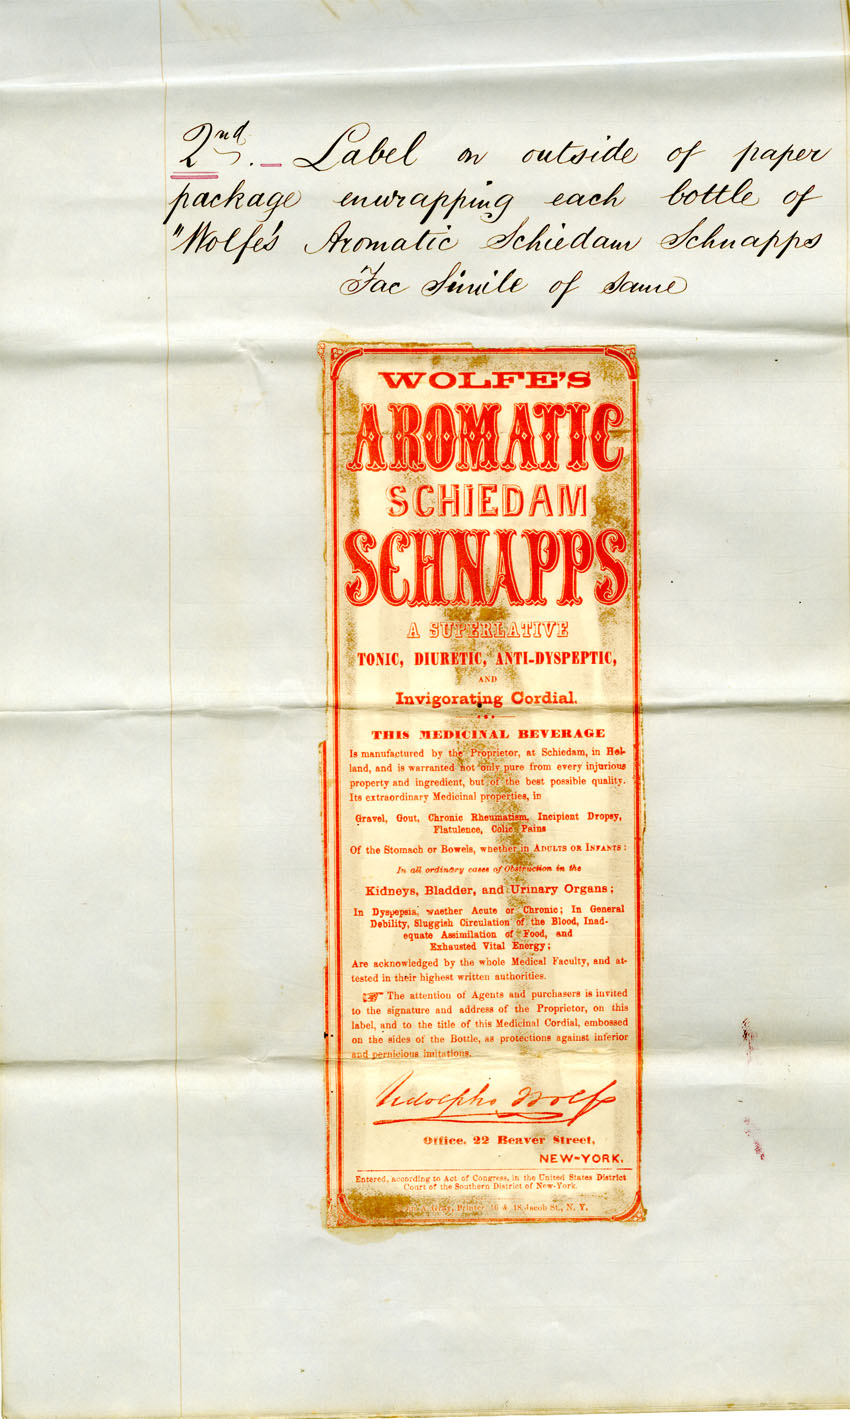 2nd. - Label on outside of paper
package enwrapping each bottle of
"Wolfe's Aromatic Schiedam Schnapps
Fac Simile of same
WOLFE'S
AROMATIC
SCHIEDAM
SCHNAPPS
A SUPERLATIVE
TONIC, DIURETIC, ANTI-DYSPEPTIC,
AND
Invigorating Cordial.
THIS MEDICINAL BEVERAGE
Is manufactured by the Proprietor, at Schiedam, in Hol-
land, and is warranted not only pure from every injurious
property and ingredient, but of the best possible quality.
Its extraordinary Medicinal properties, in
Gravel, Gout, Chronic Rheumatism, Incipient Dropsy,
Flatulence, Colic Pains
Of the Stomach or Bowels, whether in ADULTS OR INFANTS:
In all ordinary cases of Obstruction in the
Kidneys, Bladder, and Urinary Organs;
In Dyspepsia, whether Acute or Chronic; In General
Debility, Sluggish Circulation of the Blood, Inad-
equate Assimilation of Food, and
Exhausted Vital Energy;
Are acknowledged by the whole Medical Faculty, and at-
tested in their highest written authorities.
☞ The attention of Agents and purchasers is invited
to the signature and address of the Proprietor, on this
label, and to the title of this Medicinal Cordial, embossed
on the sides of the Bottle, as protections against inferior
and pernicious imitations.
Udolpho Wolfe
Office, 22 Beaver Street,
NEW-YORK.
Entered, according to Act of Congress, in the United States District
Court of the Southern District of New-York.
Gray, Printer, 16 & 18 Jacob St., N. Y.